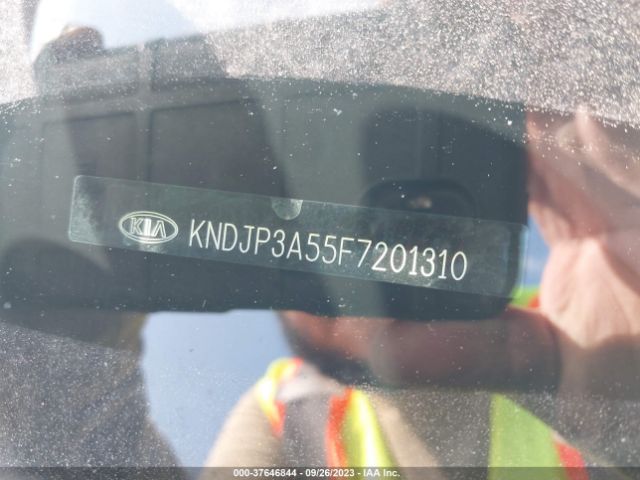 KIA KNDJP3A55F7201310
000-37646844 - 09/26/2023 - IAA Inc.